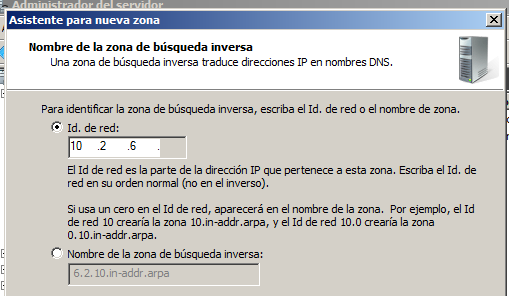 Administrador del servidor
Asistente para nueva zona
Nombre de la zona de búsqueda inversa
Una zona de búsqueda inversa traduce direcciones IP en nombres DNS.
Para identificar la zona de búsqueda inversa, escriba el Id. de red o el nombre de zona.
Id. de red:
10 .2 .6 .
El Id de red es la parte de la dirección IP que pertenece a esta zona. Escriba el Id. de
red en su orden normal (no en el inverso).
Si usa un cero en el Id de red, aparecerá en el nombre de la zona. Por ejemplo, el Id
de red 10 crearía la zona 10.in-addr.arpa, y el Id de red 10.0 crearía la zona
0.10.in-addr.arpa.
Nombre de la zona de búsqueda inversa:
6.2.10.in-addr.arpa